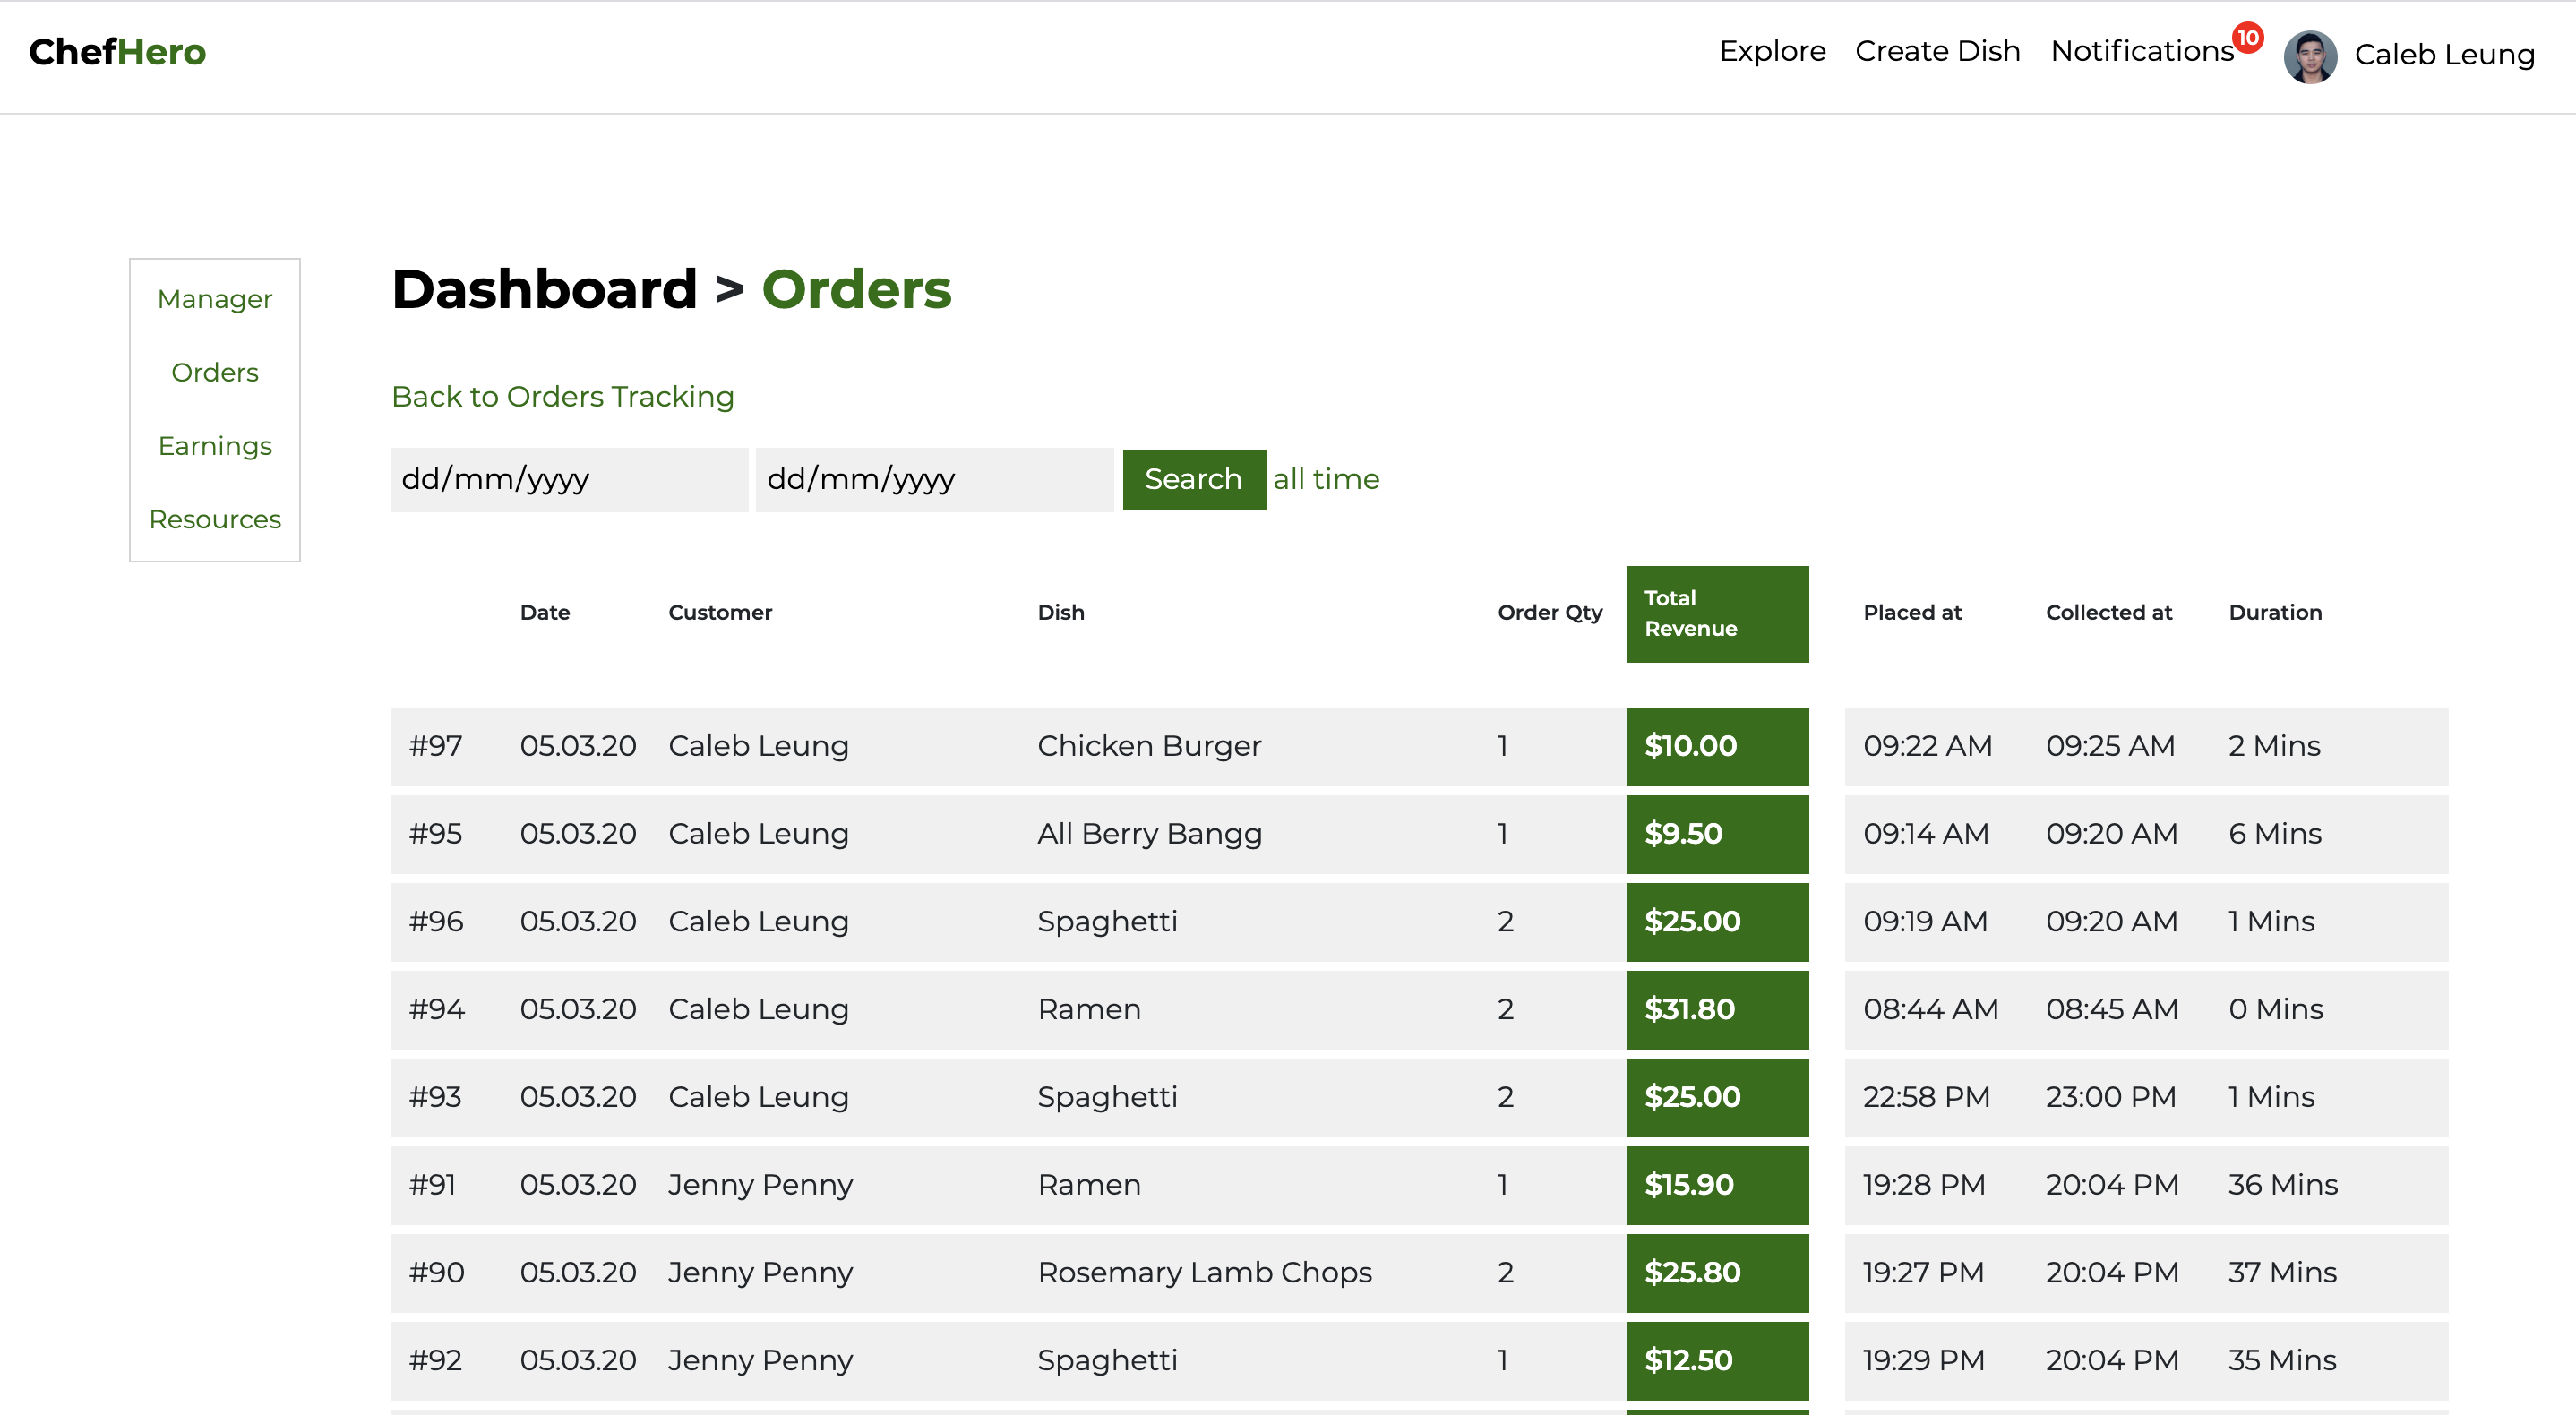 ChefHero
Explore Create Dish Notifications 10 Caleb Leung
Manager
Orders
Earnings
Resources
Dashboard > Orders
Back to Orders Tracking
dd/mm/yyyy dd/mm/yyyy Search all time
Date Customer Dish Order Qty Total Revenue Placed at Collected at Duration
#97 05.03.20 Caleb Leung Chicken Burger 1 $10.00 09:22 AM 09:25 AM 2 Mins
#95 05.03.20 Caleb Leung All Berry Bangg 1 $9.50 09:14 AM 09:20 AM 6 Mins
#96 05.03.20 Caleb Leung Spaghetti 2 $25.00 09:19 AM 09:20 AM 1 Mins
#94 05.03.20 Caleb Leung Ramen 2 $31.80 08:44 AM 08:45 AM 0 Mins
#93 05.03.20 Caleb Leung Spaghetti 2 $25.00 22:58 PM 23:00 PM 1 Mins
#91 05.03.20 Jenny Penny Ramen 1 $15.90 19:28 PM 20:04 PM 36 Mins
#90 05.03.20 Jenny Penny Rosemary Lamb Chops 2 $25.80 19:27 PM 20:04 PM 37 Mins
#92 05.03.20 Jenny Penny Spaghetti 1 $12.50 19:29 PM 20:04 PM 35 Mins